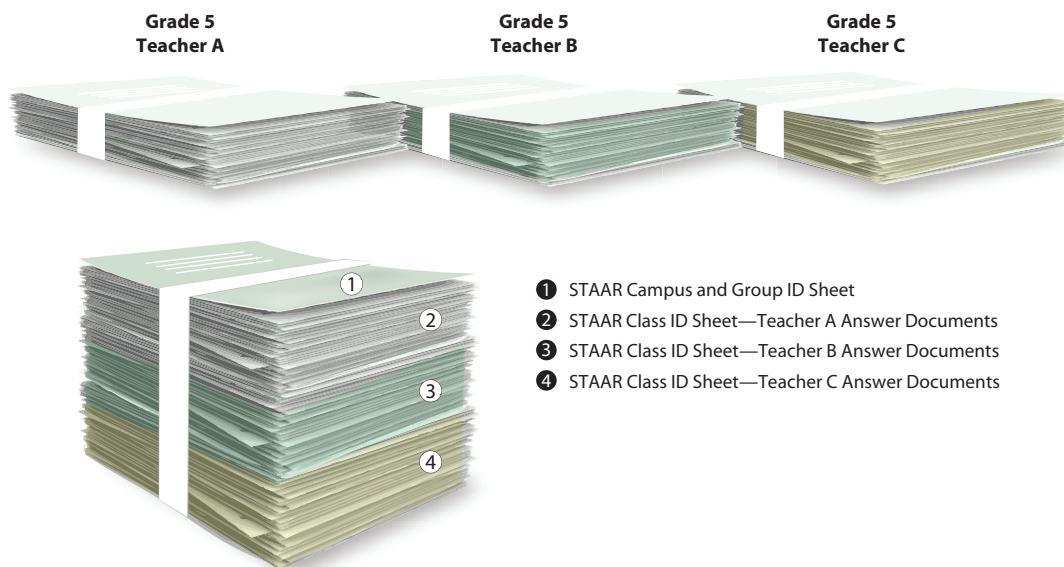 Grade 5
Teacher A
Grade 5
Teacher B
Grade 5
Teacher C
1
2
3
4
1 STAAR Campus and Group ID Sheet
2 STAAR Class ID Sheet—Teacher A Answer Documents
3 STAAR Class ID Sheet—Teacher B Answer Documents
4 STAAR Class ID Sheet—Teacher C Answer Documents